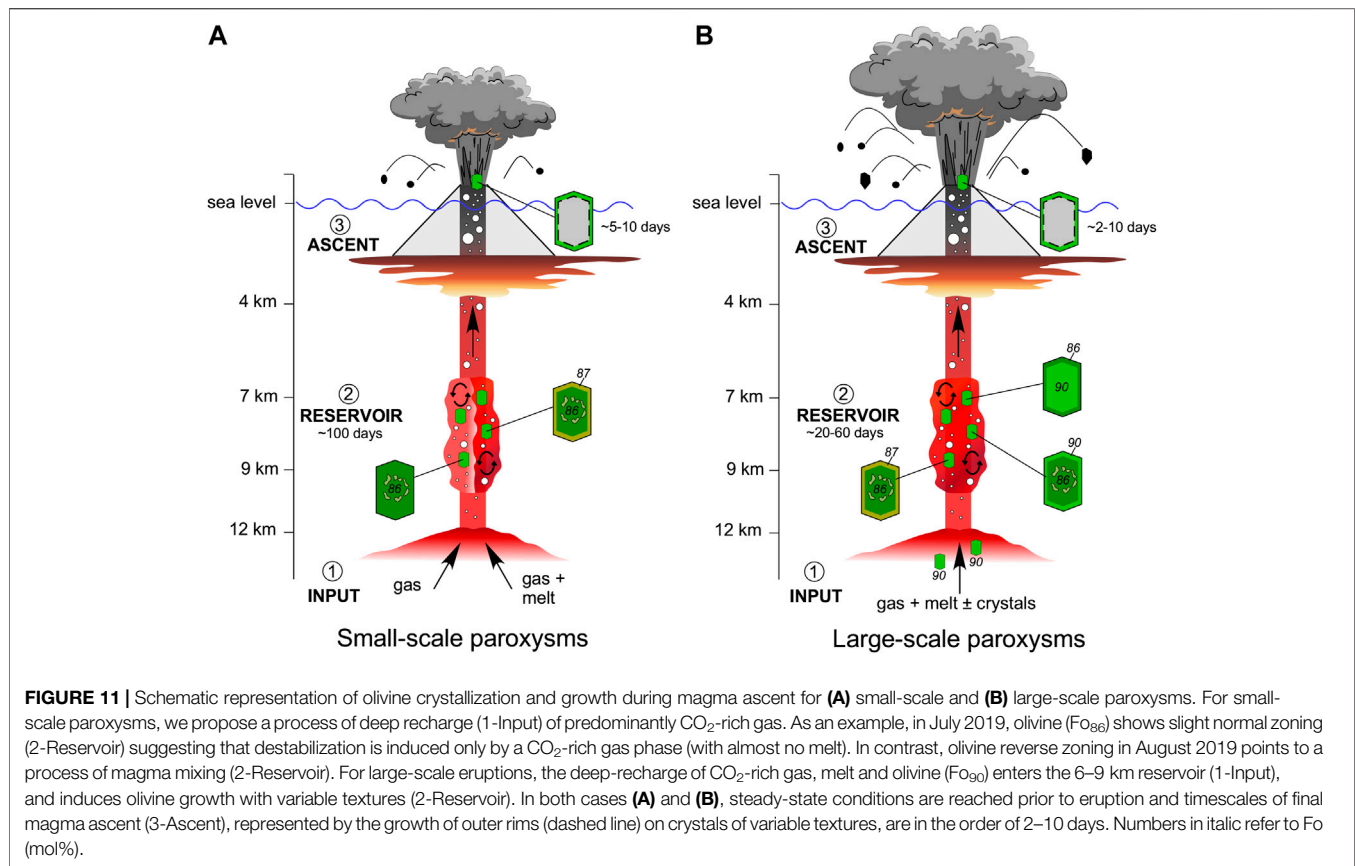 A
sea level
③
ASCENT
~5-10 days
4 km
7 km
②
RESERVOIR
~100 days
87
86
9 km
86
12 km
①
INPUT
gas
gas +
melt
Small-scale paroxysms
B
sea level
③
ASCENT
~2-10 days
4 km
86
90
7 km
②
RESERVOIR
~20-60 days
90
86
87
86
9 km
12 km
90
90
①
INPUT
gas + melt ± crystals
Large-scale paroxysms
FIGURE 11 | Schematic representation of olivine crystallization and growth during magma ascent for (A) small-scale and (B) large-scale paroxysms. For small-
scale paroxysms, we propose a process of deep recharge (1-Input) of predominantly CO₂-rich gas. As an example, in July 2019, olivine (Fo₈₆) shows slight normal zoning
(2-Reservoir) suggesting that destabilization is induced only by a CO₂-rich gas phase (with almost no melt). In contrast, olivine reverse zoning in August 2019 points to a
process of magma mixing (2-Reservoir). For large-scale eruptions, the deep-recharge of CO₂-rich gas, melt and olivine (Fo₉₀) enters the 6–9 km reservoir (1-Input),
and induces olivine growth with variable textures (2-Reservoir). In both cases (A) and (B), steady-state conditions are reached prior to eruption and timescales of final
magma ascent (3-Ascent), represented by the growth of outer rims (dashed line) on crystals of variable textures, are in the order of 2–10 days. Numbers in italic refer to Fo
(mol%).